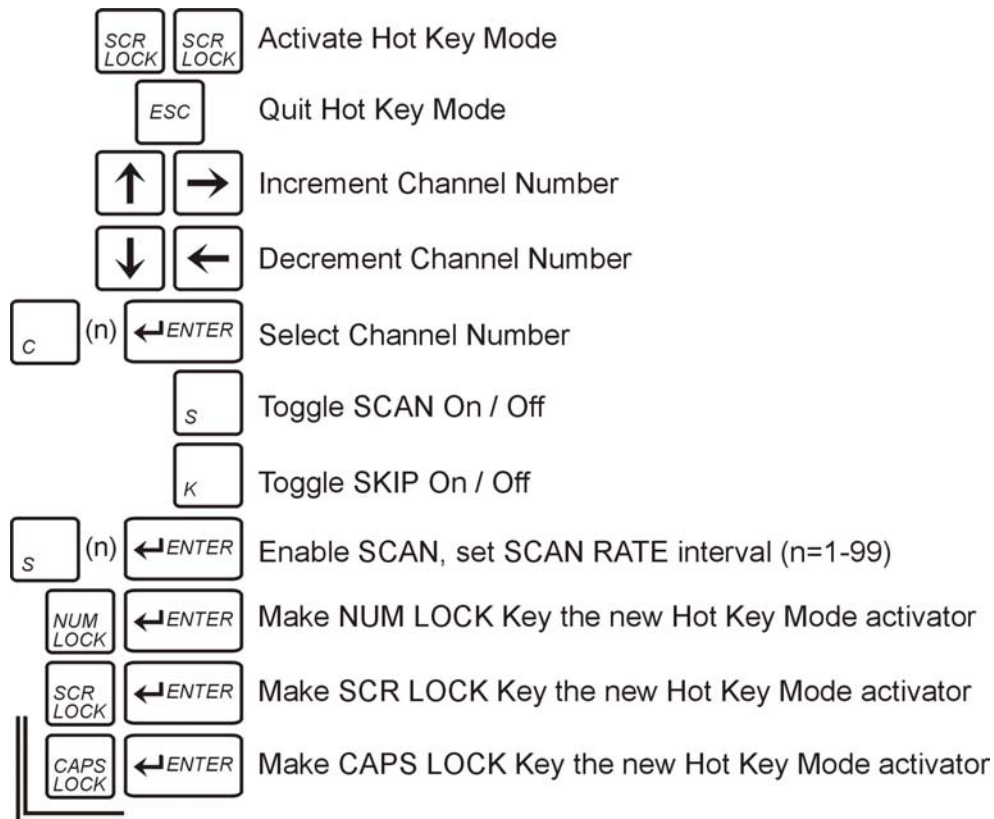 SCR LOCK SCR LOCK Activate Hot Key Mode
ESC Quit Hot Key Mode
↑ → Increment Channel Number
↓ ← Decrement Channel Number
C (n) ↵ENTER Select Channel Number
S Toggle SCAN On / Off
K Toggle SKIP On / Off
S (n) ↵ENTER Enable SCAN, set SCAN RATE interval (n=1-99)
NUM LOCK ↵ENTER Make NUM LOCK Key the new Hot Key Mode activator
SCR LOCK ↵ENTER Make SCR LOCK Key the new Hot Key Mode activator
CAPS LOCK ↵ENTER Make CAPS LOCK Key the new Hot Key Mode activator